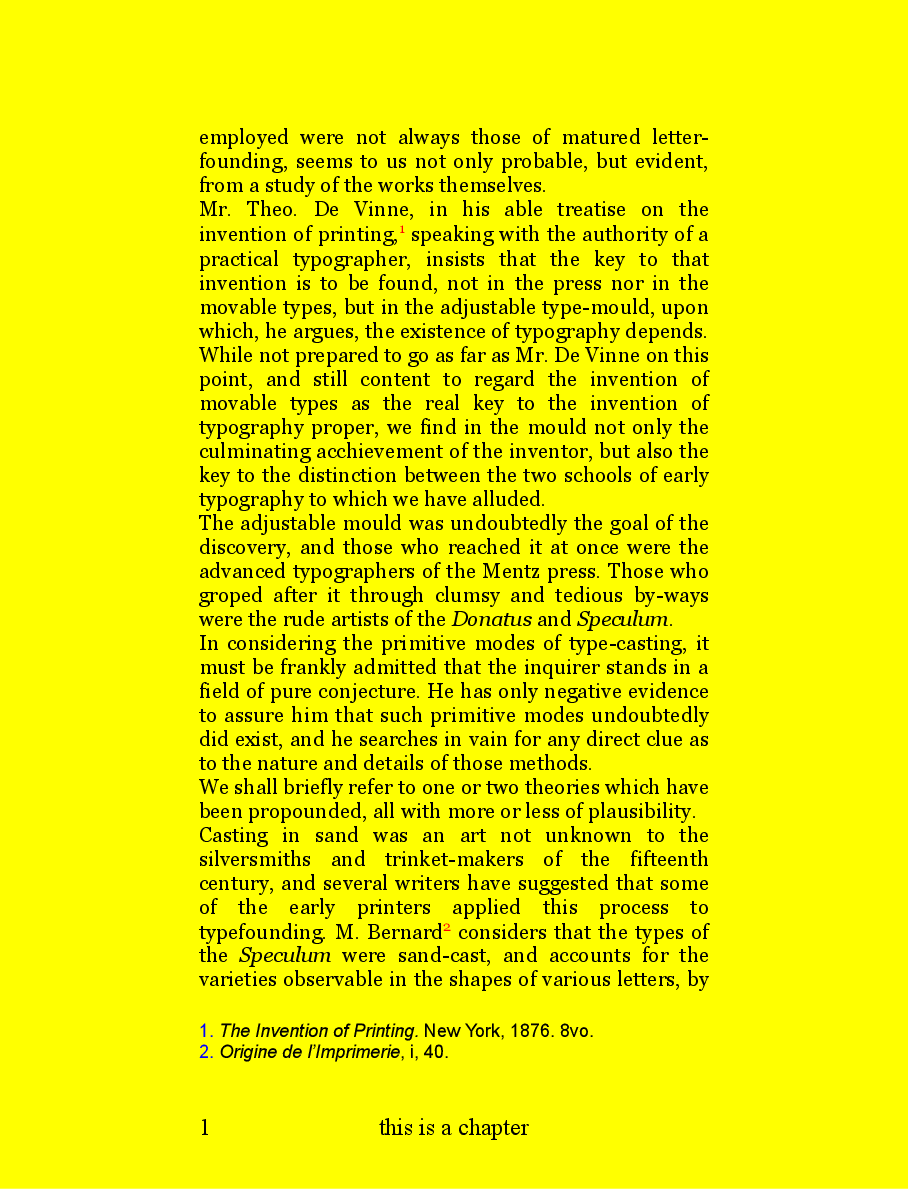 employed were not always those of matured letter-
founding, seems to us not only probable, but evident,
from a study of the works themselves.
Mr. Theo. De Vinne, in his able treatise on the
invention of printing,1 speaking with the authority of a
practical typographer, insists that the key to that
invention is to be found, not in the press nor in the
movable types, but in the adjustable type-mould, upon
which, he argues, the existence of typography depends.
While not prepared to go as far as Mr. De Vinne on this
point, and still content to regard the invention of
movable types as the real key to the invention of
typography proper, we find in the mould not only the
culminating acchievement of the inventor, but also the
key to the distinction between the two schools of early
typography to which we have alluded.
The adjustable mould was undoubtedly the goal of the
discovery, and those who reached it at once were the
advanced typographers of the Mentz press. Those who
groped after it through clumsy and tedious by-ways
were the rude artists of the Donatus and Speculum.
In considering the primitive modes of type-casting, it
must be frankly admitted that the inquirer stands in a
field of pure conjecture. He has only negative evidence
to assure him that such primitive modes undoubtedly
did exist, and he searches in vain for any direct clue as
to the nature and details of those methods.
We shall briefly refer to one or two theories which have
been propounded, all with more or less of plausibility.
Casting in sand was an art not unknown to the
silversmiths and trinket-makers of the fifteenth
century, and several writers have suggested that some
of the early printers applied this process to
typefounding. M. Bernard2 considers that the types of
the Speculum were sand-cast, and accounts for the
varieties observable in the shapes of various letters, by
1. The Invention of Printing. New York, 1876. 8vo.
2. Origine de l’Imprimerie, i, 40.
1 this is a chapter